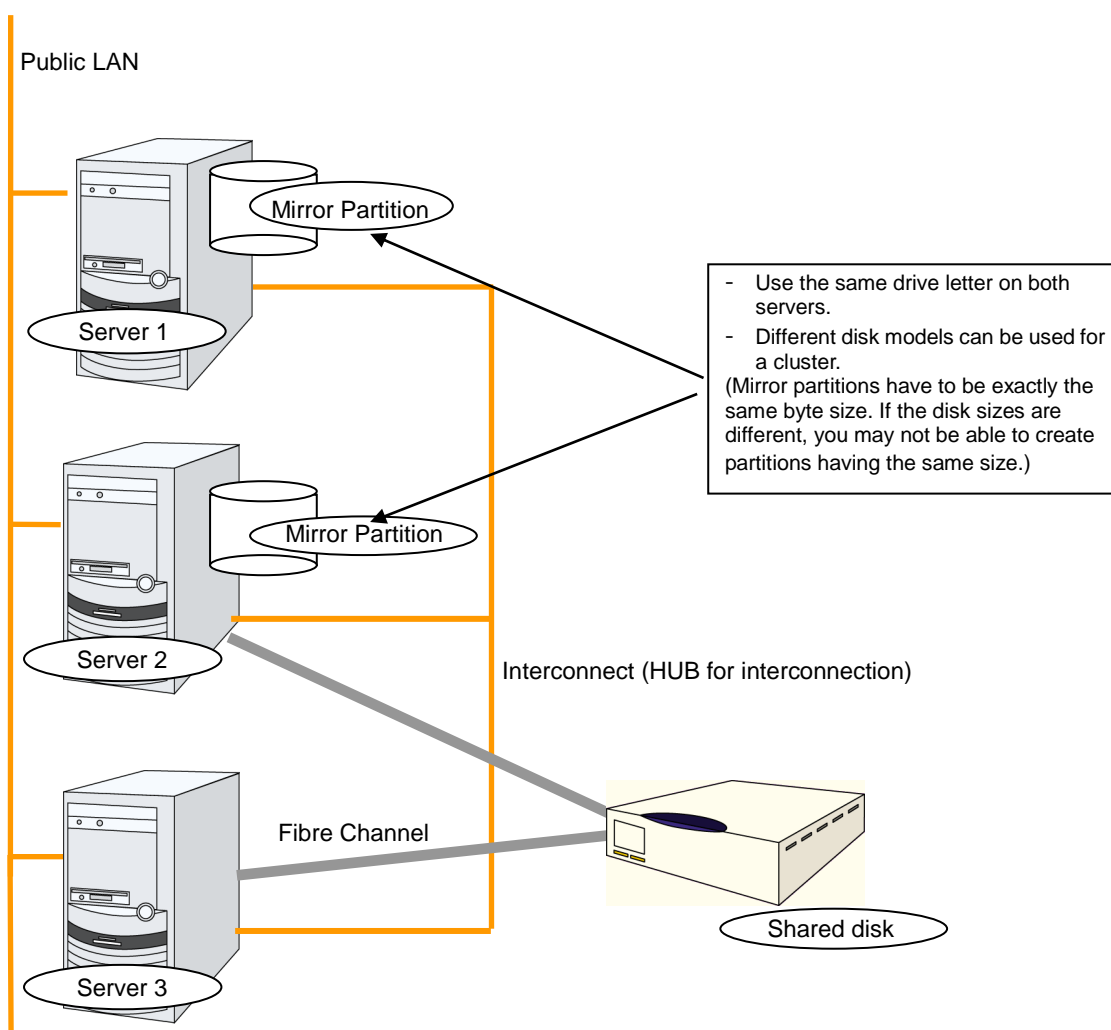 Public LAN
Mirror Partition
Server 1
- Use the same drive letter on both
servers.
- Different disk models can be used for
a cluster.
(Mirror partitions have to be exactly the
same byte size. If the disk sizes are
different, you may not be able to create
partitions having the same size.)
Mirror Partition
Server 2
Interconnect (HUB for interconnection)
Fibre Channel
Shared disk
Server 3